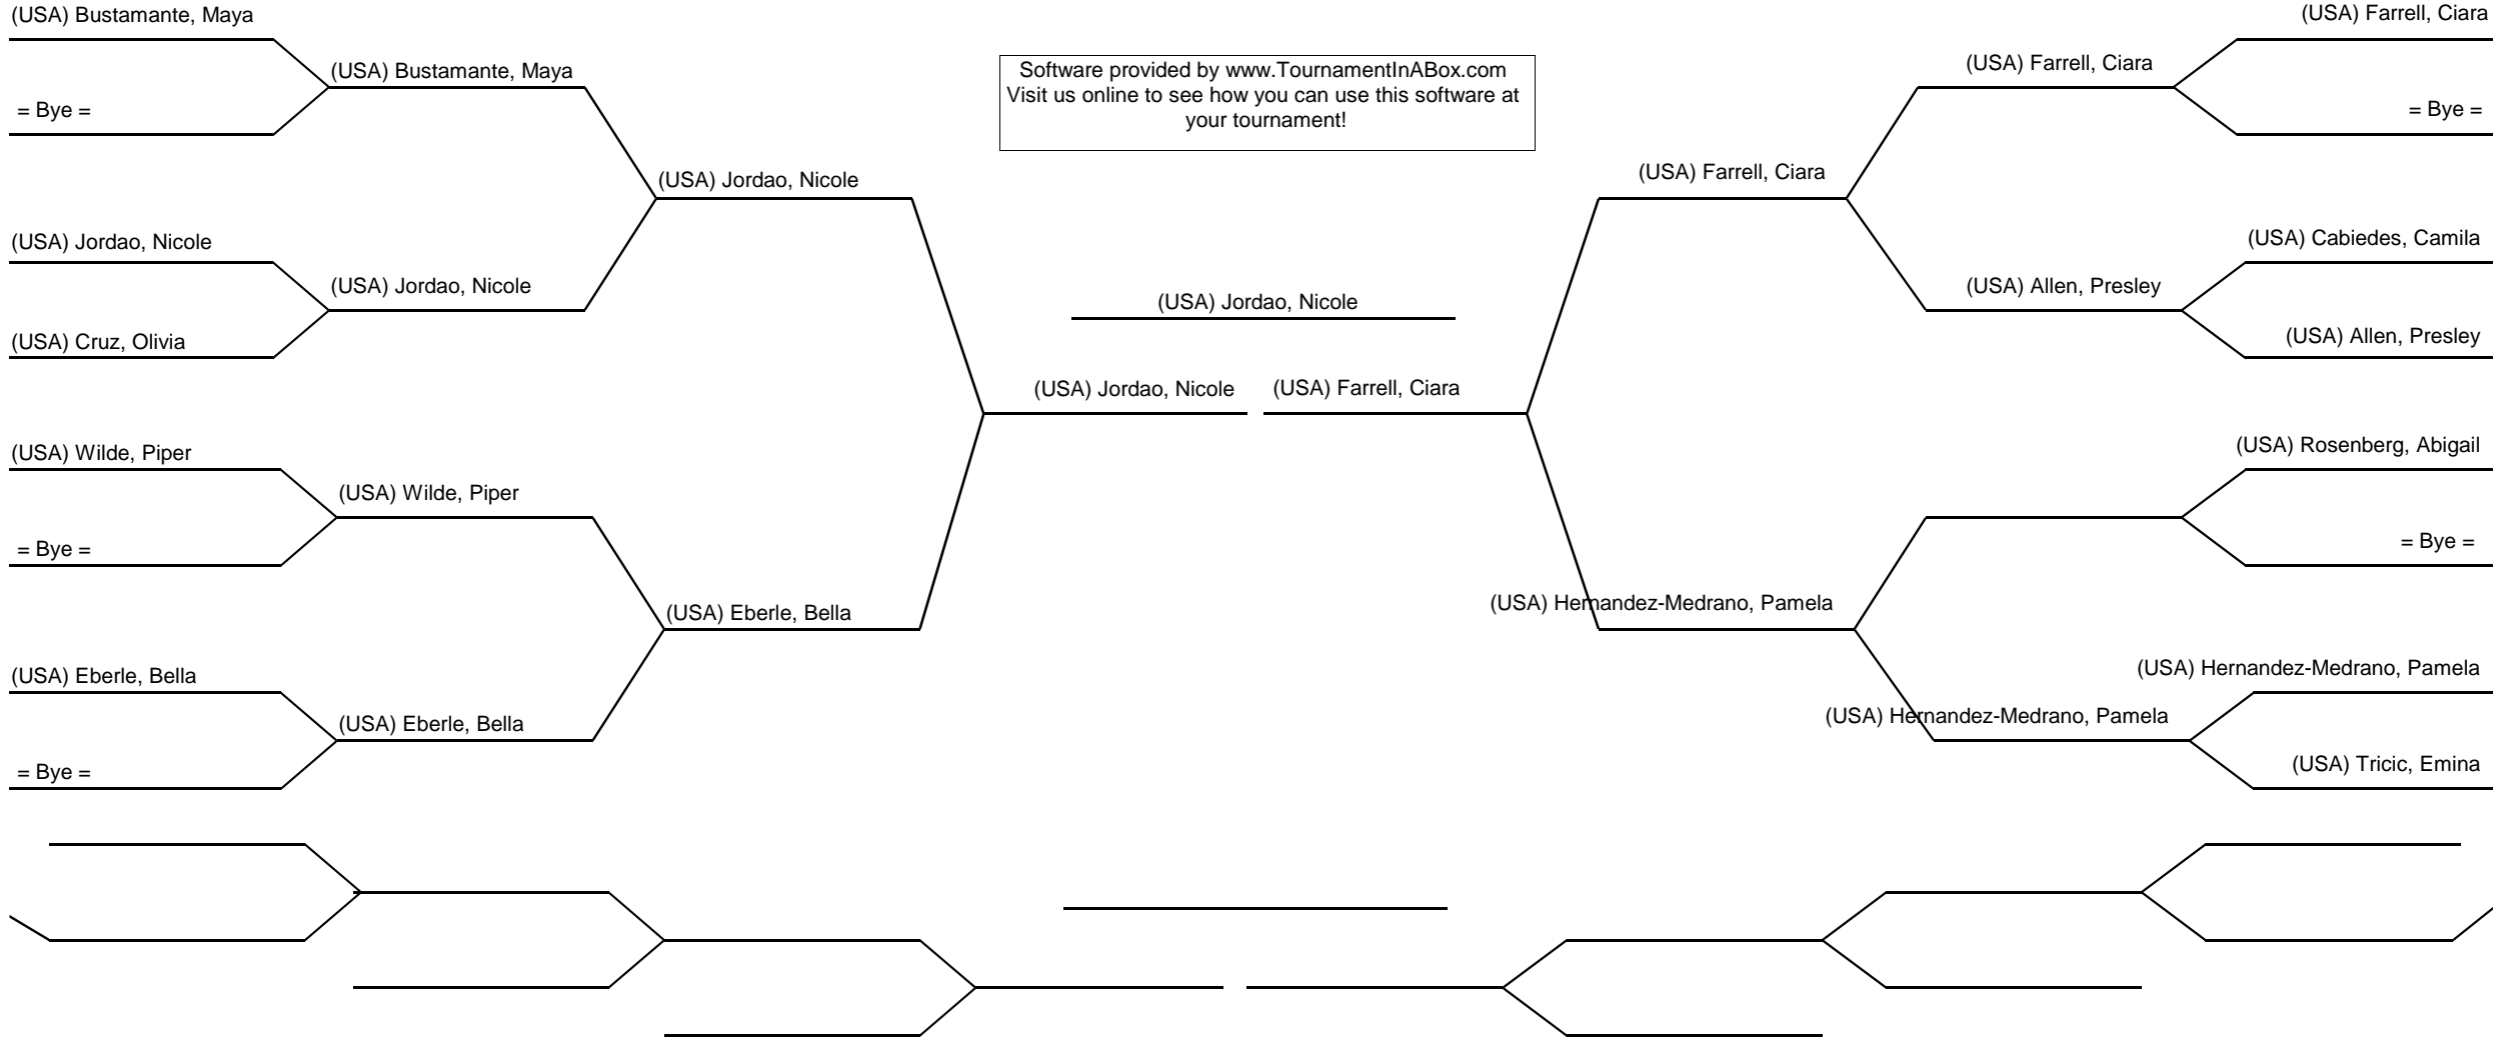 (USA) Bustamante, Maya
(USA) Bustamante, Maya
= Bye =
(USA) Jordao, Nicole
(USA) Jordao, Nicole
(USA) Jordao, Nicole
(USA) Cruz, Olivia
(USA) Wilde, Piper
(USA) Wilde, Piper
= Bye =
(USA) Eberle, Bella
(USA) Eberle, Bella
(USA) Eberle, Bella
= Bye =
Software provided by www.TournamentInABox.com
Visit us online to see how you can use this software at
your tournament!
(USA) Jordao, Nicole
(USA) Jordao, Nicole
(USA) Farrell, Ciara
(USA) Farrell, Ciara
(USA) Farrell, Ciara
(USA) Farrell, Ciara
= Bye =
(USA) Cabiedes, Camila
(USA) Allen, Presley
(USA) Allen, Presley
(USA) Rosenberg, Abigail
= Bye =
(USA) Hernandez-Medrano, Pamela
(USA) Hernandez-Medrano, Pamela
(USA) Hernandez-Medrano, Pamela
(USA) Tricic, Emina